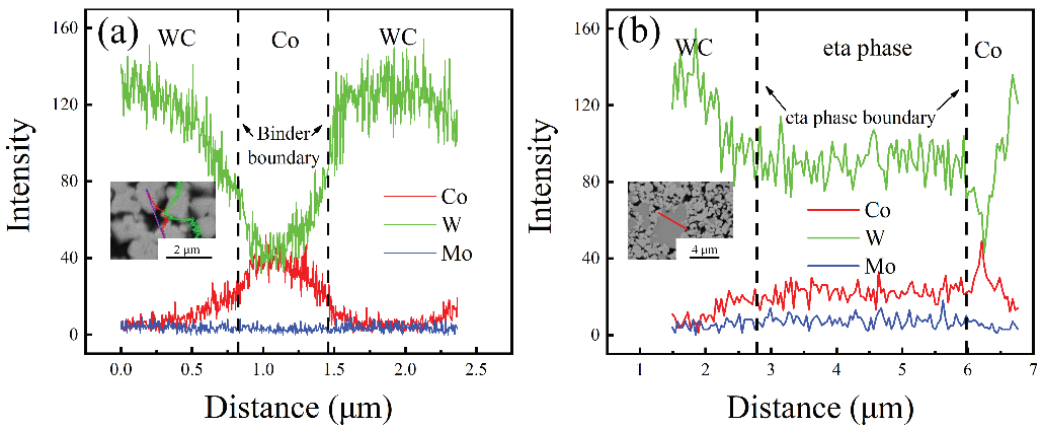 (a)
WC
Co
WC
Binder
boundary
2 μm
Co
W
Mo
160
120
80
40
0
Intensity
0.0
0.5
1.0
1.5
2.0
2.5
Distance (μm)
(b)
WC
eta phase
Co
eta phase boundary
4 μm
Co
W
Mo
160
120
80
40
0
Intensity
1
2
3
4
5
6
7
Distance (μm)